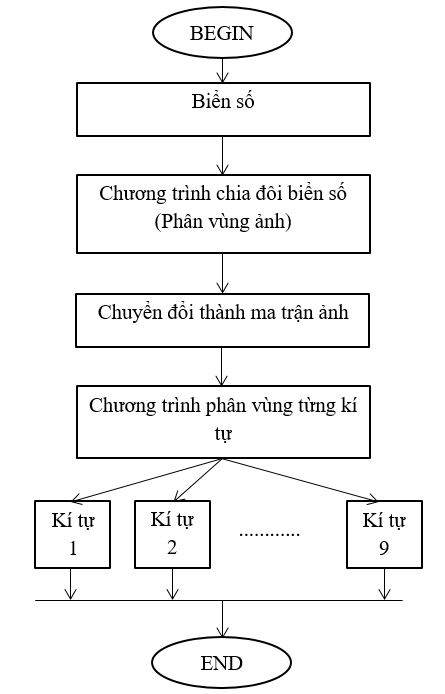 BEGIN
Biển số
Chương trình chia đôi biển số
(Phân vùng ảnh)
Chuyển đổi thành ma trận ảnh
Chương trình phân vùng từng kí
tự
Kí tự
1
Kí tự
2
............
Kí tự
9
END